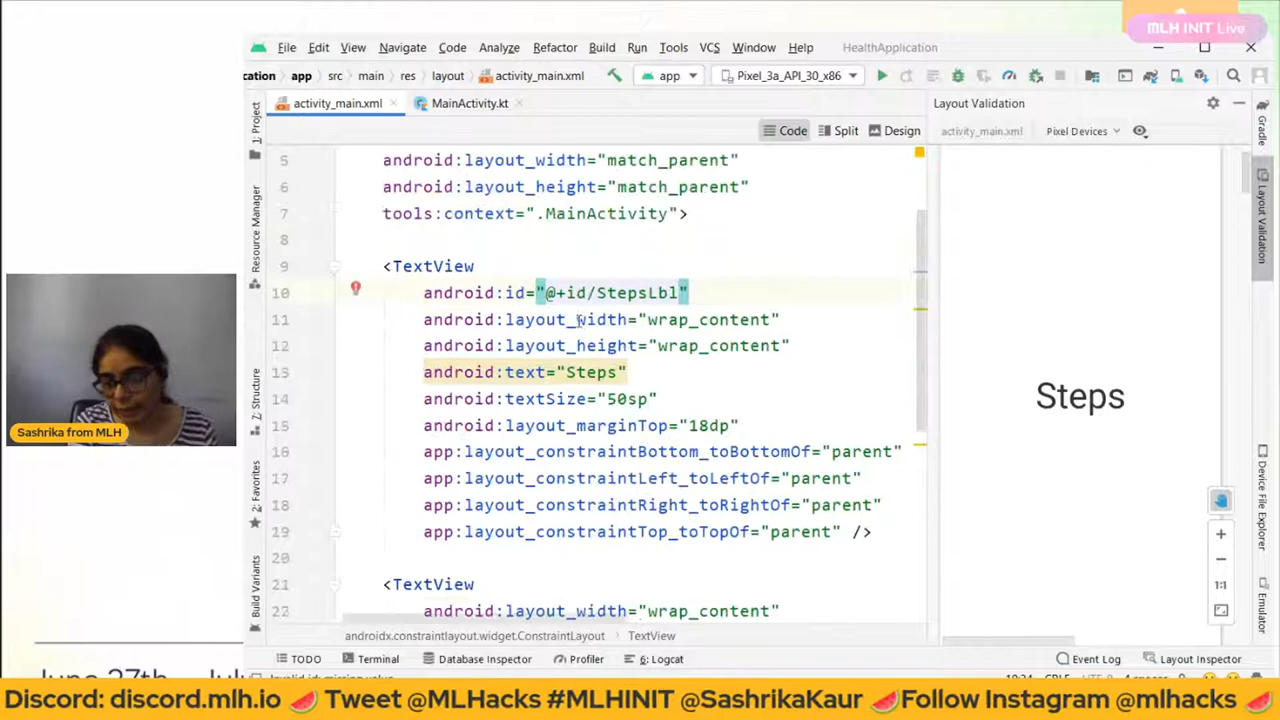 MLH INIT Live
File Edit View Navigate Code Analyze Refactor Build Run Tools VCS Window Help HealthApplication
cation app src main res layout activity_main.xml app Pixel_3a_API_30_x86
activity_main.xml MainActivity.kt Layout Validation
Code Split Design activity_main.xml Pixel Devices
1: Project
Resource Manager
Z: Structure
2: Favorites
Build Variants
5 android:layout_width="match_parent"
6 android:layout_height="match_parent"
7 tools:context=".MainActivity">
8
9 <TextView
10 android:id="@+id/StepsLbl"
11 android:layout_width="wrap_content"
12 android:layout_height="wrap_content"
13 android:text="Steps"
14 android:textSize="50sp"
15 android:layout_marginTop="18dp"
16 app:layout_constraintBottom_toBottomOf="parent"
17 app:layout_constraintLeft_toLeftOf="parent"
18 app:layout_constraintRight_toRightOf="parent"
19 app:layout_constraintTop_toTopOf="parent" />
20
21 <TextView
22 android:layout_width="wrap_content"
Steps
1:1
Gradle
Layout Validation
Device File Explorer
Emulator
Sashrika from MLH
androidx.constraintlayout.widget.ConstraintLayout TextView
TODO Terminal Database Inspector Profiler 6: Logcat Event Log Layout Inspector
Discord: discord.mlh.io Tweet @MLHacks #MLHINIT @SashrikaKaur Follow Instagram @mlhacks